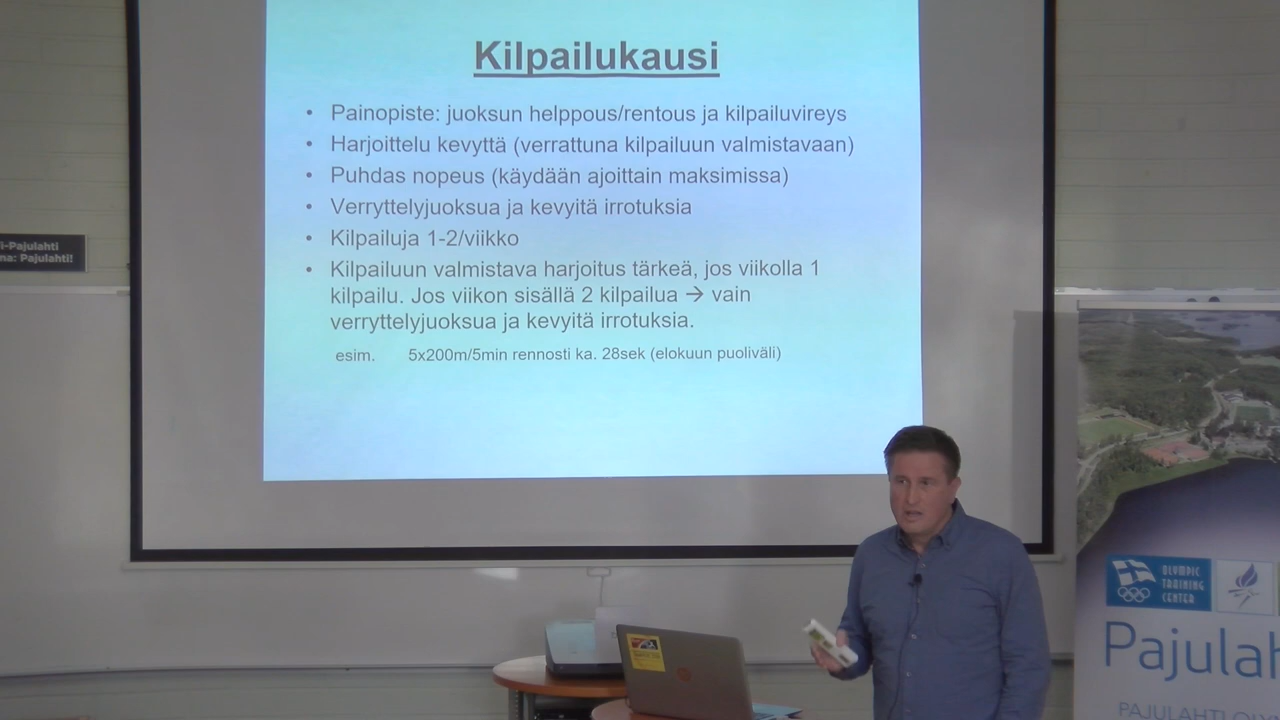 Kilpailukausi
• Painopiste: juoksun helppous/rentous ja kilpailuvireys
• Harjoittelu kevyttä (verrattuna kilpailuun valmistavaan)
• Puhdas nopeus (käydään ajoittain maksimissa)
• Verryttelyjuoksua ja kevyitä irrotuksia
• Kilpailuja 1-2/viikko
• Kilpailuun valmistava harjoitus tärkeä, jos viikolla 1
kilpailu. Jos viikon sisällä 2 kilpailua → vain
verryttelyjuoksua ja kevyitä irrotuksia.
esim. 5x200m/5min rennosti ka. 28sek (elokuun puoliväli)
i-Pajulahti
na: Pajulahti!
OLYMPIC
TRAINING
CENTER
Pajulah
PAJULAHTI OLY